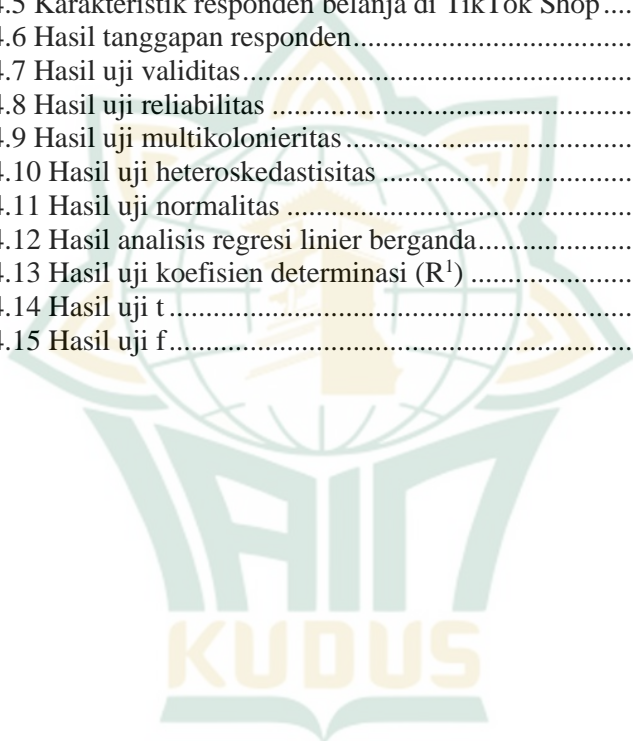 4.5 Karakteristik responden belanja di TikTok Shop....
4.6 Hasil tanggapan responden..............................................
4.7 Hasil uji validitas................................................................
4.8 Hasil uji reliabilitas ............................................................
4.9 Hasil uji multikolonieritas ...............................................
4.10 Hasil uji heteroskedastisitas .........................................
4.11 Hasil uji normalitas ..........................................................
4.12 Hasil analisis regresi linier berganda.........................
4.13 Hasil uji koefisien determinasi (R¹) ..........................
4.14 Hasil uji t ............................................................................
4.15 Hasil uji f ............................................................................
IAIN
KUDUS